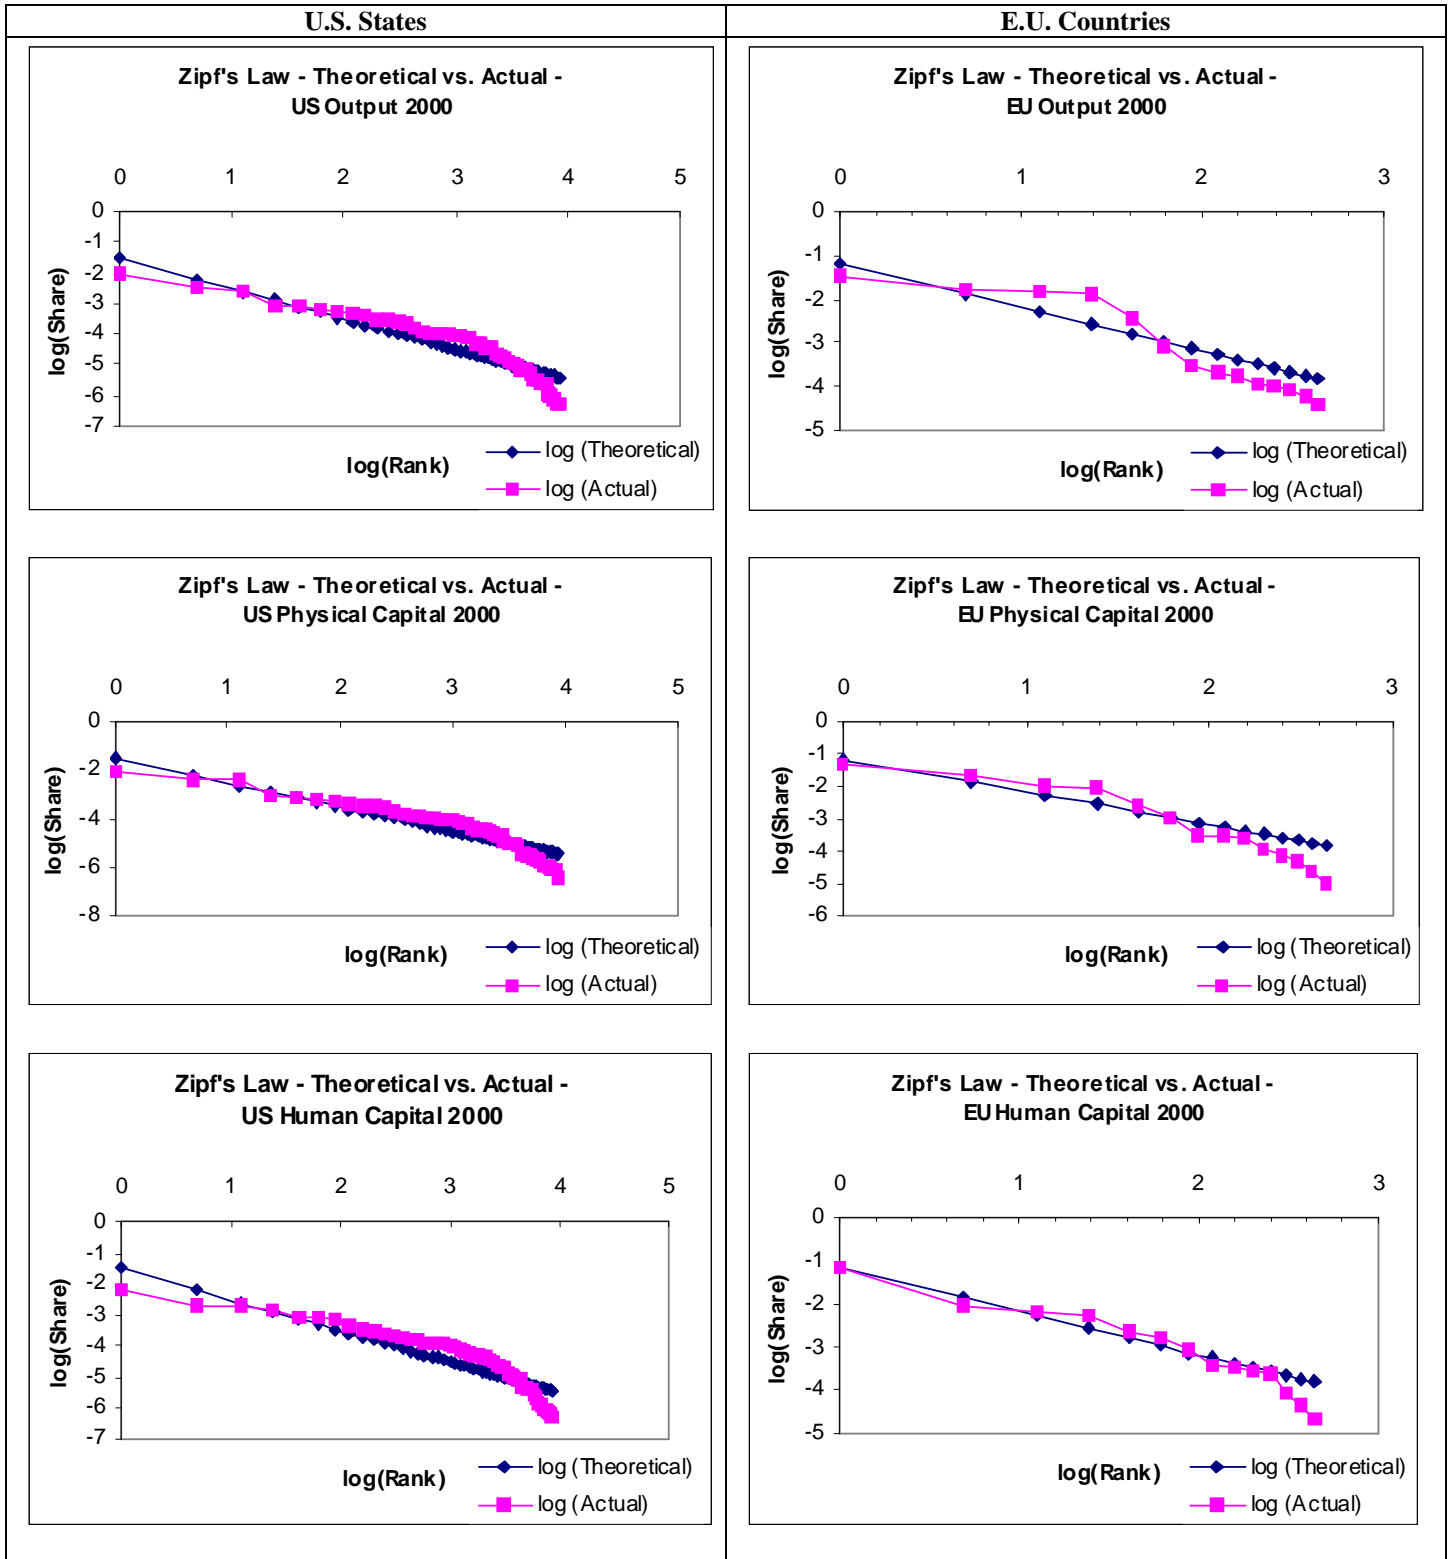 U.S. States
E.U. Countries
Zipf's Law - Theoretical vs. Actual -
US Output 2000
0 1 2 3 4 5
0
-1
-2
-3
-4
-5
-6
-7
log(Share)
log(Rank)
log (Theoretical)
log (Actual)
Zipf's Law - Theoretical vs. Actual -
EU Output 2000
0 1 2 3
0
-1
-2
-3
-4
-5
log(Share)
log(Rank)
log (Theoretical)
log (Actual)
Zipf's Law - Theoretical vs. Actual -
US Physical Capital 2000
0 1 2 3 4 5
0
-2
-4
-6
-8
log(Share)
log(Rank)
log (Theoretical)
log (Actual)
Zipf's Law - Theoretical vs. Actual -
EU Physical Capital 2000
0 1 2 3
0
-1
-2
-3
-4
-5
-6
log(Share)
log(Rank)
log (Theoretical)
log (Actual)
Zipf's Law - Theoretical vs. Actual -
US Human Capital 2000
0 1 2 3 4 5
0
-1
-2
-3
-4
-5
-6
-7
log(Share)
log(Rank)
log (Theoretical)
log (Actual)
Zipf's Law - Theoretical vs. Actual -
EU Human Capital 2000
0 1 2 3
0
-1
-2
-3
-4
-5
log(Share)
log(Rank)
log (Theoretical)
log (Actual)